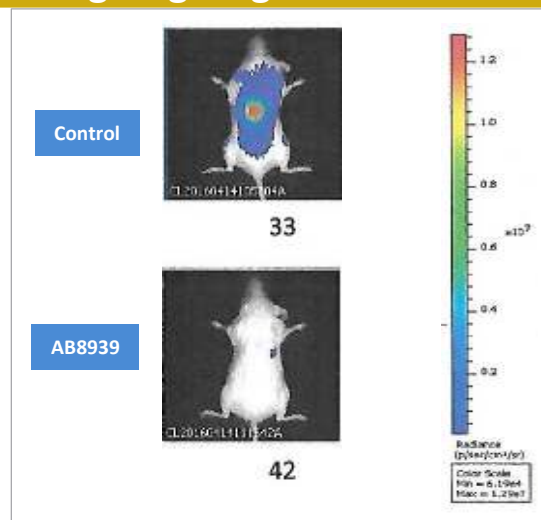 Control
33
AB8939
42
1.2
1.0
0.8
x10⁷
0.6
0.4
0.2
Radiance
(p/sec/cm²/sr)
Color Scale
Min = 6.19e4
Max = 1.29e7